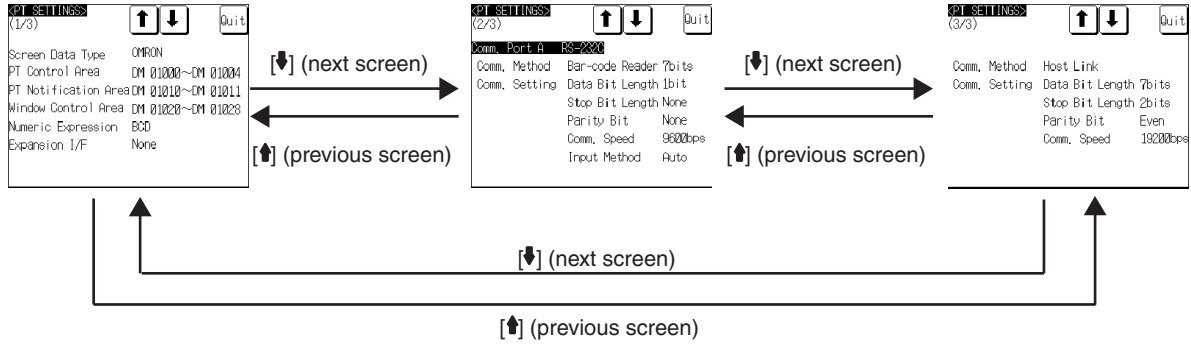 <PT SETTINGS>
(1/3)
Quit
Screen Data Type OMRON
PT Control Area DM 01000~DM 01004
PT Notification Area DM 01010~DM 01011
Window Control Area DM 01020~DM 01028
Numeric Expression BCD
Expansion I/F None
[⬇] (next screen)
[⬆] (previous screen)
<PT SETTINGS>
(2/3)
Quit
Comm. Port A RS-232C
Comm. Method Bar-code Reader 7bits
Comm. Setting Data Bit Length 1bit
Stop Bit Length None
Parity Bit None
Comm. Speed 9600bps
Input Method Auto
[⬇] (next screen)
[⬆] (previous screen)
<PT SETTINGS>
(3/3)
Quit
Comm. Method Host Link
Comm. Setting Data Bit Length 7bits
Stop Bit Length 2bits
Parity Bit Even
Comm. Speed 19200bps
[⬇] (next screen)
[⬆] (previous screen)